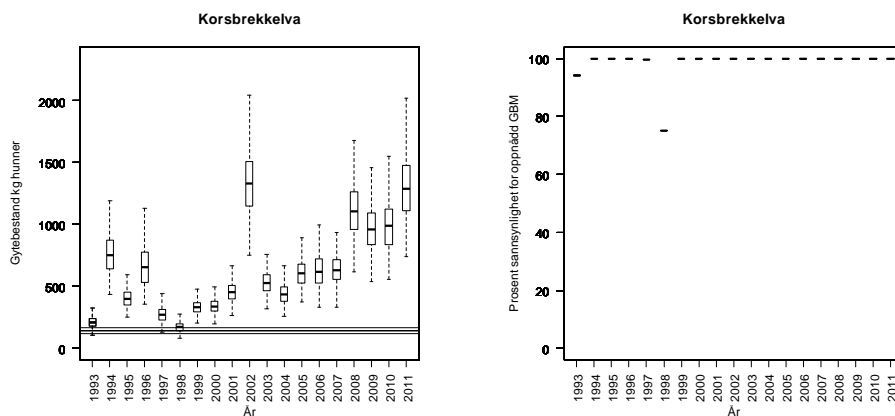 Korsbrekkelva
Gytebestand kg hunner
2000
1500
1000
500
0
1993 1994 1995 1996 1997 1998 1999 2000 2001 2002 2003 2004 2005 2006 2007 2008 2009 2010 2011
År
Korsbrekkelva
Prosent sannsynlighet for oppnådd GBM
100
80
60
40
20
0
1993 1994 1995 1996 1997 1998 1999 2000 2001 2002 2003 2004 2005 2006 2007 2008 2009 2010 2011
År